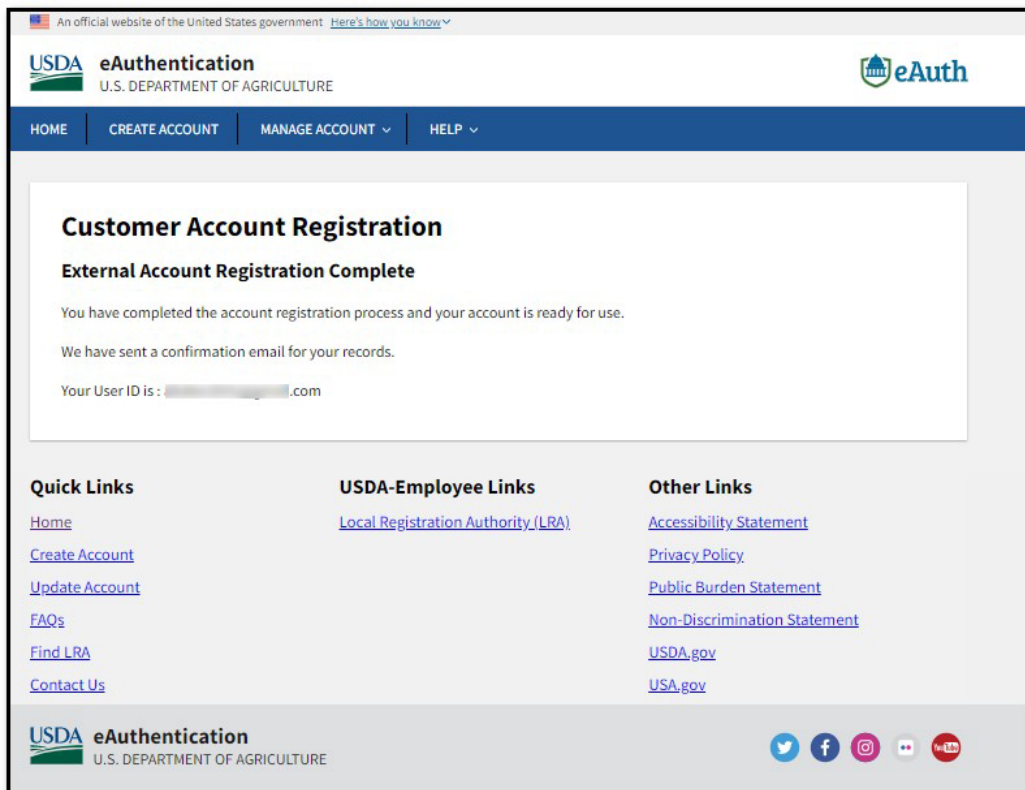 An official website of the United States government Here's how you know
USDA eAuthentication
U.S. DEPARTMENT OF AGRICULTURE
eAuth
HOME CREATE ACCOUNT MANAGE ACCOUNT HELP
Customer Account Registration
External Account Registration Complete
You have completed the account registration process and your account is ready for use.
We have sent a confirmation email for your records.
Your User ID is : .com
Quick Links
Home
Create Account
Update Account
FAQs
Find LRA
Contact Us
USDA-Employee Links
Local Registration Authority (LRA)
Other Links
Accessibility Statement
Privacy Policy
Public Burden Statement
Non-Discrimination Statement
USDA.gov
USA.gov
USDA eAuthentication
U.S. DEPARTMENT OF AGRICULTURE
YouTube